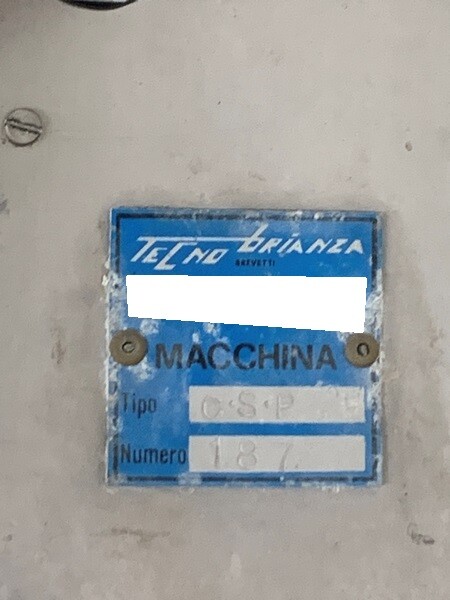 TECNO brianza
BREVETTI
MACCHINA
Tipo C.S.P
Numero 187